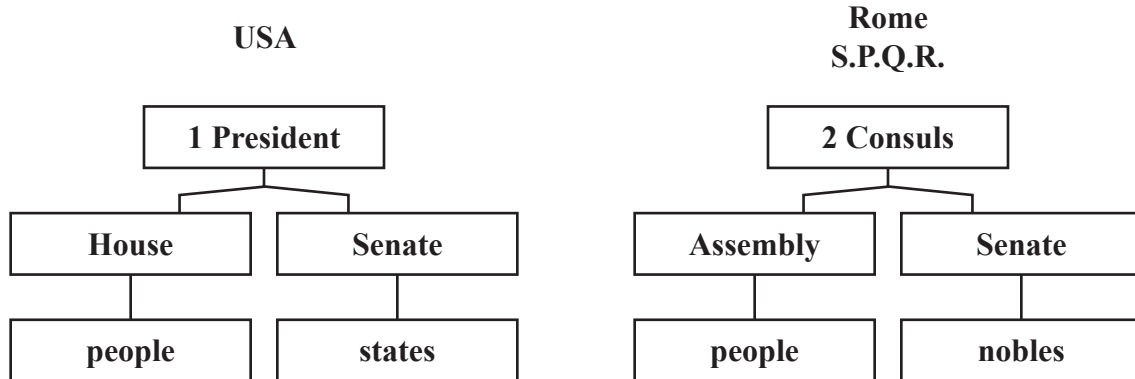 USA
1 President
House
Senate
people
states
Rome
S.P.Q.R.
2 Consuls
Assembly
Senate
people
nobles